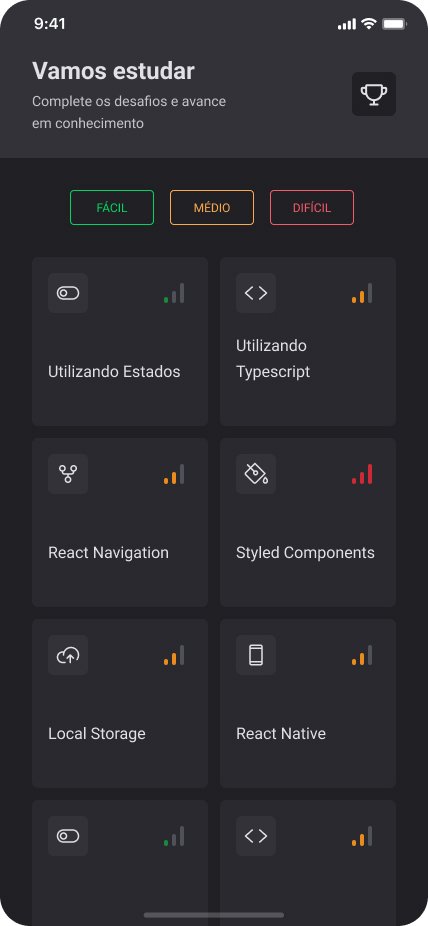 9:41
Vamos estudar
Complete os desafios e avance
em conhecimento
FÁCIL
MÉDIO
DIFÍCIL
Utilizando Estados
Utilizando
Typescript
React Navigation
Styled Components
Local Storage
React Native